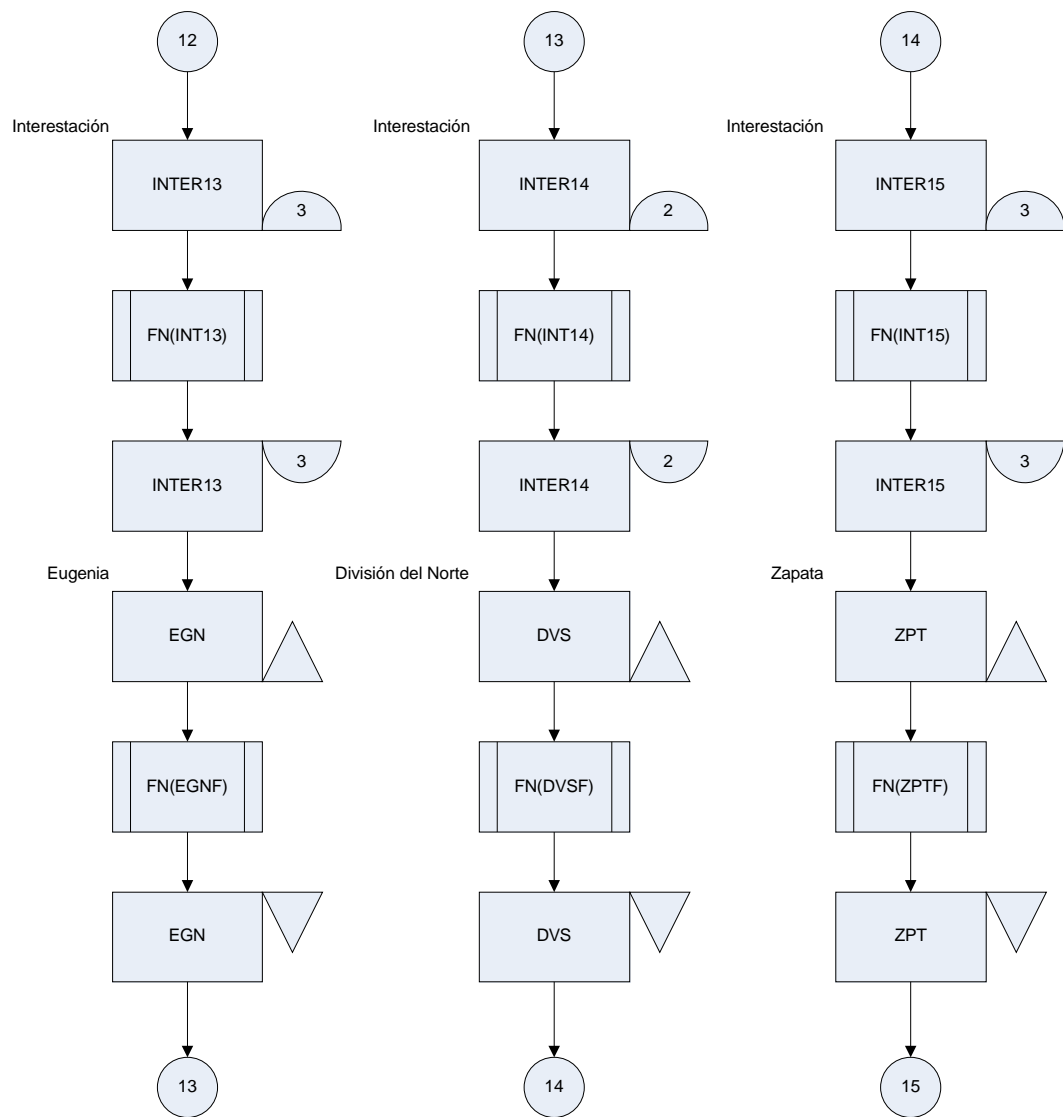 12
Interestación
INTER13
3
FN(INT13)
INTER13
3
Eugenia
EGN
FN(EGNF)
EGN
13
13
Interestación
INTER14
2
FN(INT14)
INTER14
2
División del Norte
DVS
FN(DVSF)
DVS
14
14
Interestación
INTER15
3
FN(INT15)
INTER15
3
Zapata
ZPT
FN(ZPTF)
ZPT
15